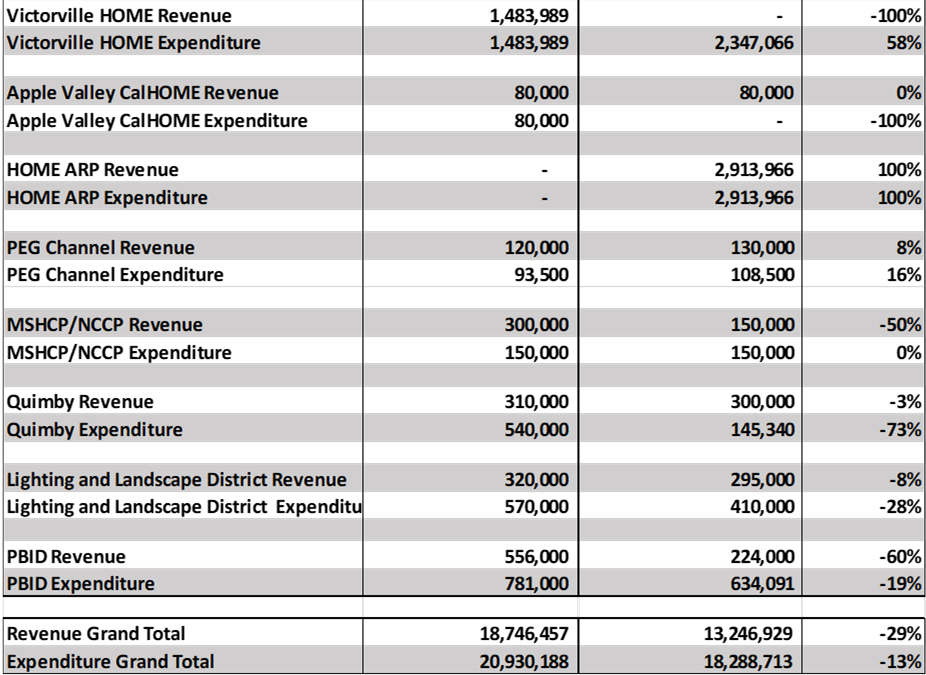 Victorville HOME Revenue 1,483,989 - -100%
Victorville HOME Expenditure 1,483,989 2,347,066 58%
Apple Valley CalHOME Revenue 80,000 80,000 0%
Apple Valley CalHOME Expenditure 80,000 - -100%
HOME ARP Revenue - 2,913,966 100%
HOME ARP Expenditure - 2,913,966 100%
PEG Channel Revenue 120,000 130,000 8%
PEG Channel Expenditure 93,500 108,500 16%
MSHCP/NCCP Revenue 300,000 150,000 -50%
MSHCP/NCCP Expenditure 150,000 150,000 0%
Quimby Revenue 310,000 300,000 -3%
Quimby Expenditure 540,000 145,340 -73%
Lighting and Landscape District Revenue 320,000 295,000 -8%
Lighting and Landscape District Expenditu 570,000 410,000 -28%
PBID Revenue 556,000 224,000 -60%
PBID Expenditure 781,000 634,091 -19%
Revenue Grand Total 18,746,457 13,246,929 -29%
Expenditure Grand Total 20,930,188 18,288,713 -13%